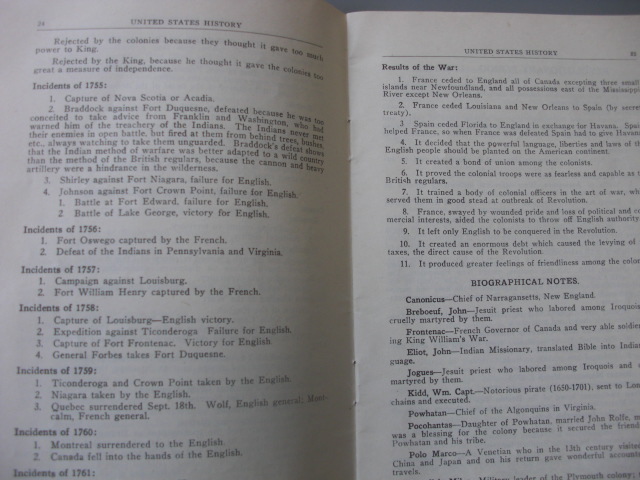 24 UNITED STATES HISTORY
Rejected by the colonies because they thought it gave too much
power to King.
Rejected by the King, because he thought it gave the colonies too
great a measure of independence.
Incidents of 1755:
1. Capture of Nova Scotia or Acadia.
2. Braddock against Fort Duquesne, defeated because he was too
conceited to take advice from Franklin and Washington, who had
warned him of the treachery of the Indians. The Indians never met
their enemies in open battle, but fired at them from behind trees, bushes,
etc., always watching to take them unguarded. Braddock's defeat shows
that the Indian method of warfare was better adapted to a wild country
than the method of the British regulars, because the cannon and heavy
artillery were a hindrance in the wilderness.
3. Shirley against Fort Niagara, failure for English.
4. Johnson against Fort Crown Point, failure for English.
1. Battle at Fort Edward, failure for English.
2. Battle of Lake George, victory for English.
Incidents of 1756:
1. Fort Oswego captured by the French.
2. Defeat of the Indians in Pennsylvania and Virginia.
Incidents of 1757:
1. Campaign against Louisburg.
2. Fort William Henry captured by the French.
Incidents of 1758:
1. Capture of Louisburg—English victory.
2. Expedition against Ticonderoga Failure for English.
3. Capture of Fort Frontenac. Victory for English.
4. General Forbes takes Fort Duquesne.
Incidents of 1759:
1. Ticonderoga and Crown Point taken by the English.
2. Niagara taken by the English.
3. Quebec surrendered Sept. 18th. Wolf, English general; Mont-
calm, French general.
Incidents of 1760:
1. Montreal surrendered to the English.
2. Canada fell into the hands of the English.
Incidents of 1761:
UNITED STATES HISTORY
Results of the War:
1. France ceded to England all of Canada excepting three small
islands near Newfoundland, and all possessions east of the Mississippi
River except New Orleans.
2. France ceded Louisiana and New Orleans to Spain (by secret
treaty).
3. Spain ceded Florida to England in exchange for Havana. Spain
helped France, so when France was defeated Spain had to give Havana
4. It decided that the powerful language, liberties and laws of the
English people should be planted on the American continent.
5. It created a bond of union among the colonists.
6. It proved the colonial troops were as fearless and capable as
British regulars.
7. It trained a body of colonial officers in the art of war, wh
served them in good stead at outbreak of Revolution.
8. France, swayed by wounded pride and loss of political and co
mercial interests, aided the colonists to throw off English authority
9. It left only English to be conquered in the Revolution.
10. It created an enormous debt which caused the levying of
taxes, the direct cause of the Revolution.
11. It produced greater feelings of friendliness among the colo
BIOGRAPHICAL NOTES.
Canonicus—Chief of Narragansetts, New England.
Breboeuf, John—Jesuit priest who labored among Iroquois
cruelly martyred by them.
Frontenac—French Governor of Canada and very able soldier
ing King William's War.
Eliot, John—Indian Missionary, translated Bible into Indian
guage.
Jogues—Jesuit priest who labored among Iroquois and
martyred by them.
Kidd, Wm. Capt.—Notorious pirate (1650-1701), sent to Lon
chains and executed.
Powhatan—Chief of the Algonquins in Virginia.
Pocohantas—Daughter of Powhatan, married John Rolfe,
was a blessing for the colony because it secured the friend
Powhatan and his tribe.
Polo Marco—A Venetian who in the 13th century visited
China and Japan and on his return gave wonderful accounts
travels.
Military leader of the Plymouth colony;